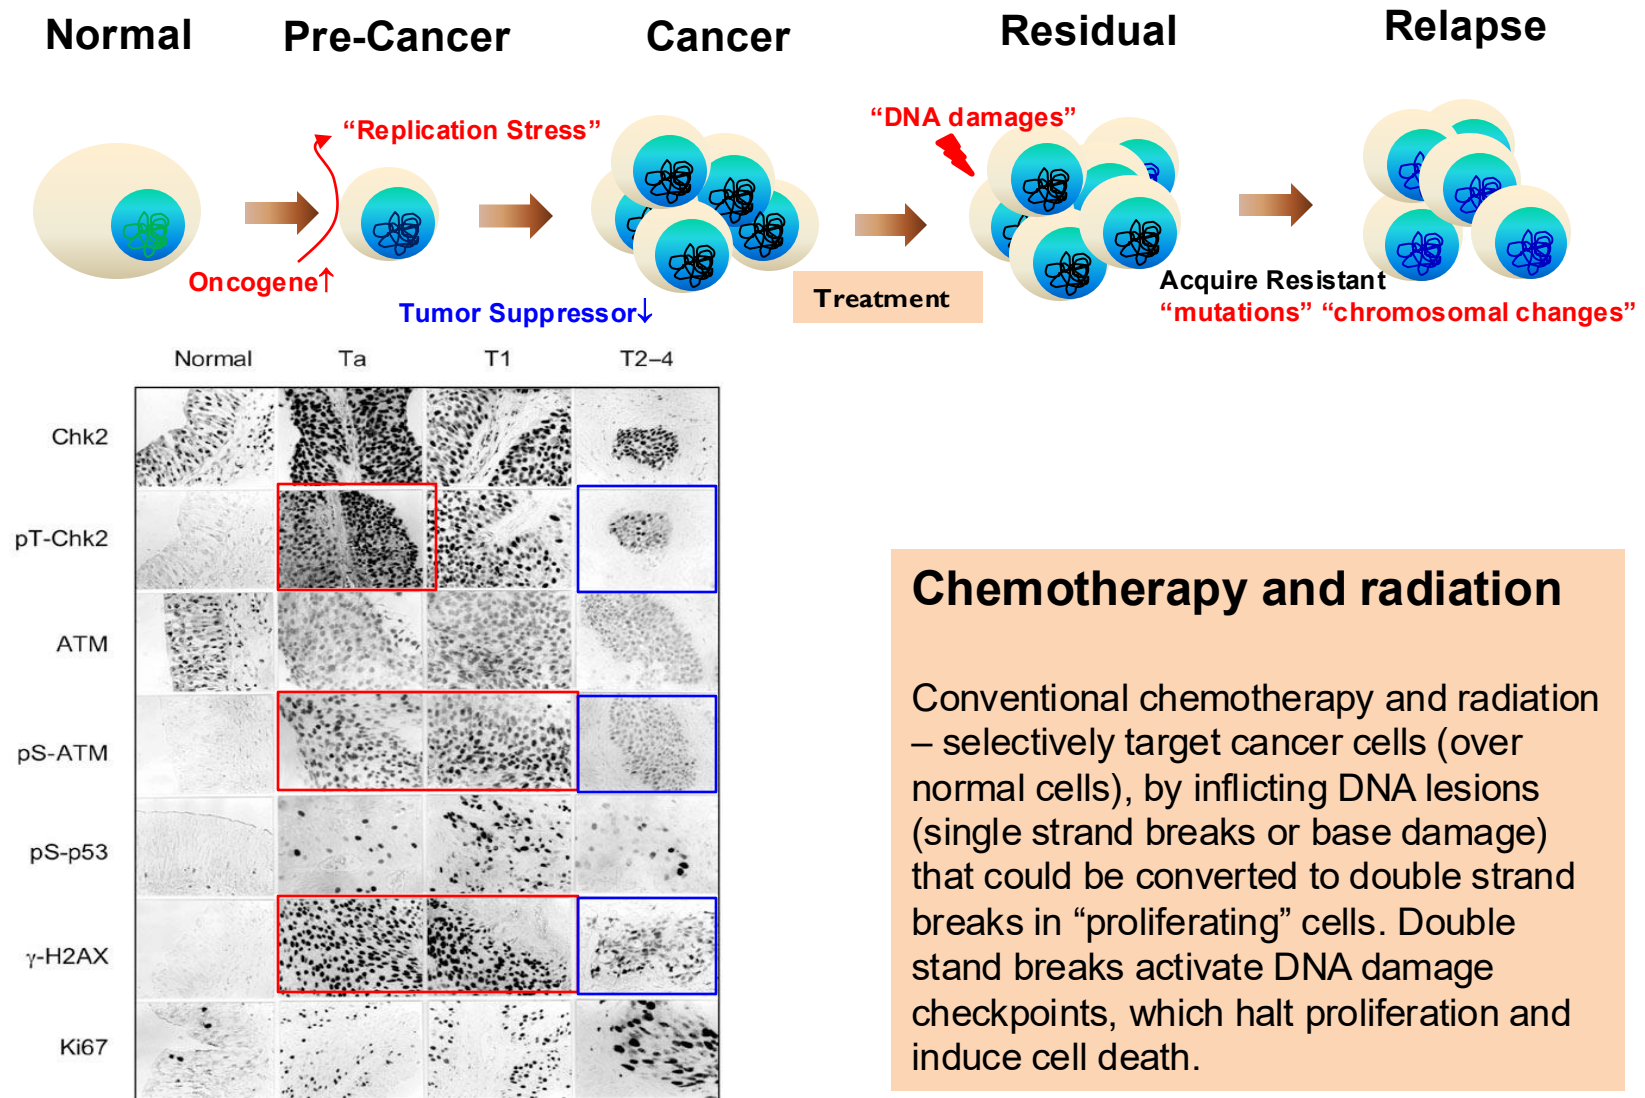 Normal
Pre-Cancer
Cancer
Residual
Relapse
“Replication Stress”
“DNA damages”
Oncogene↑
Tumor Suppressor↓
Treatment
Acquire Resistant
“mutations” “chromosomal changes”
Normal
Ta
T1
T2–4
Chk2
pT-Chk2
ATM
pS-ATM
pS-p53
γ-H2AX
Ki67
Chemotherapy and radiation
Conventional chemotherapy and radiation
– selectively target cancer cells (over
normal cells), by inflicting DNA lesions
(single strand breaks or base damage)
that could be converted to double strand
breaks in “proliferating” cells. Double
stand breaks activate DNA damage
checkpoints, which halt proliferation and
induce cell death.